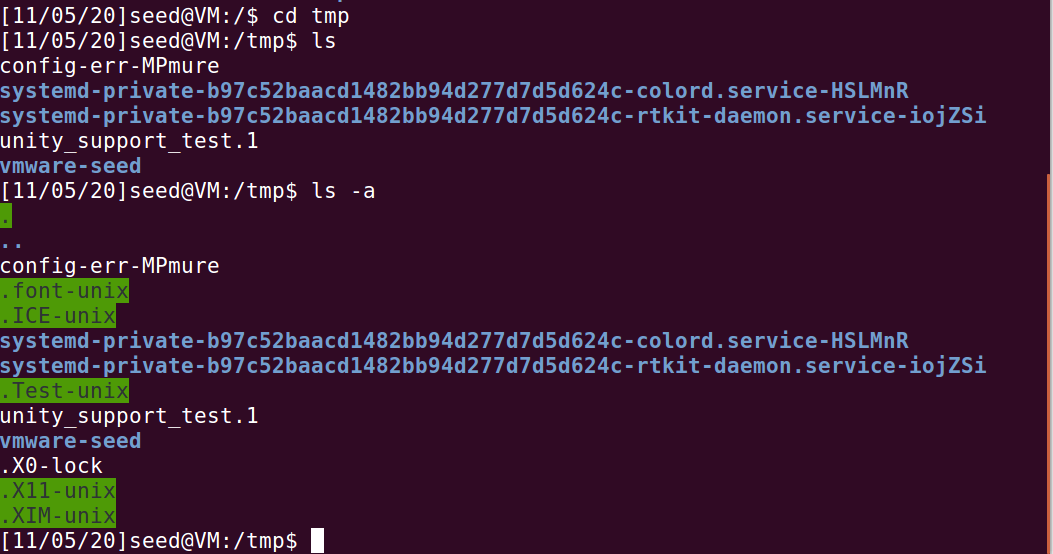 [11/05/20]seed@VM:/$ cd tmp
[11/05/20]seed@VM:/tmp$ ls
config-err-MPmure
systemd-private-b97c52baacd1482bb94d277d7d5d624c-colord.service-HSLMnR
systemd-private-b97c52baacd1482bb94d277d7d5d624c-rtkit-daemon.service-iojZSi
unity_support_test.1
vmware-seed
[11/05/20]seed@VM:/tmp$ ls -a
.
..
config-err-MPmure
.font-unix
.ICE-unix
systemd-private-b97c52baacd1482bb94d277d7d5d624c-colord.service-HSLMnR
systemd-private-b97c52baacd1482bb94d277d7d5d624c-rtkit-daemon.service-iojZSi
.Test-unix
unity_support_test.1
vmware-seed
.X0-lock
.X11-unix
.XIM-unix
[11/05/20]seed@VM:/tmp$